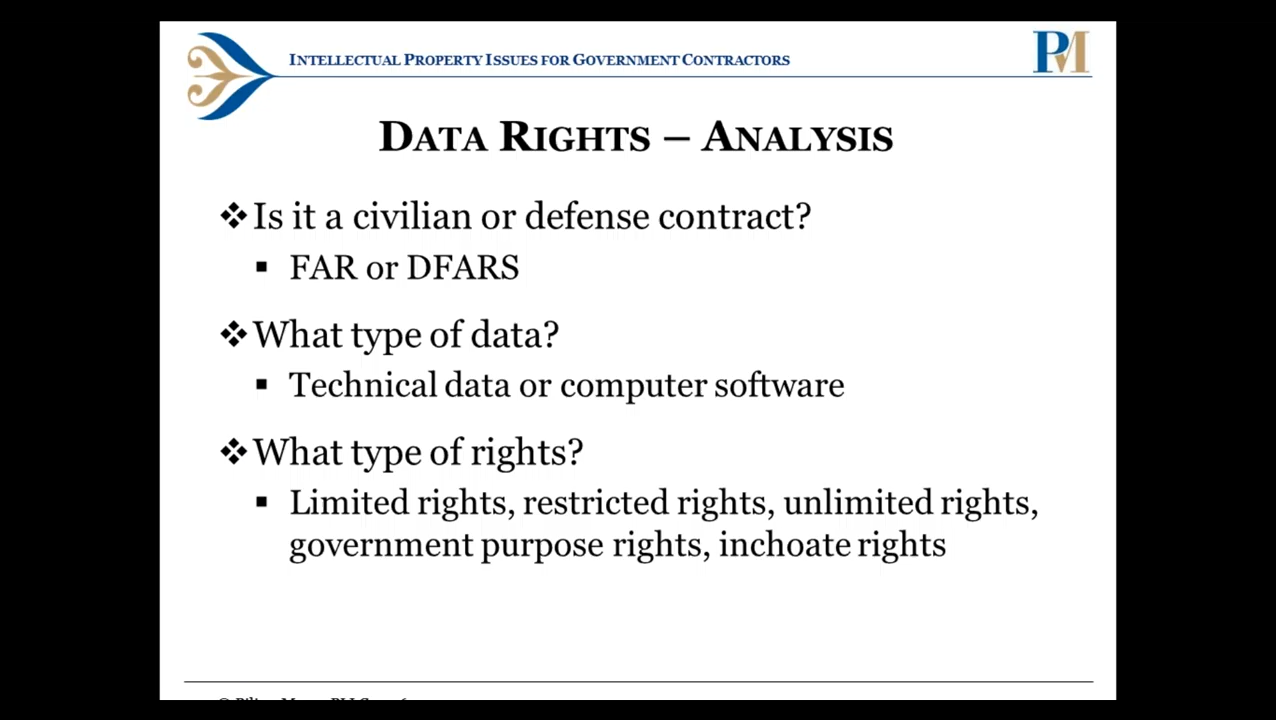 INTELLECTUAL PROPERTY ISSUES FOR GOVERNMENT CONTRACTORS
PM
DATA RIGHTS – ANALYSIS
❖ Is it a civilian or defense contract?
▪ FAR or DFARS
❖ What type of data?
▪ Technical data or computer software
❖ What type of rights?
▪ Limited rights, restricted rights, unlimited rights,
government purpose rights, inchoate rights